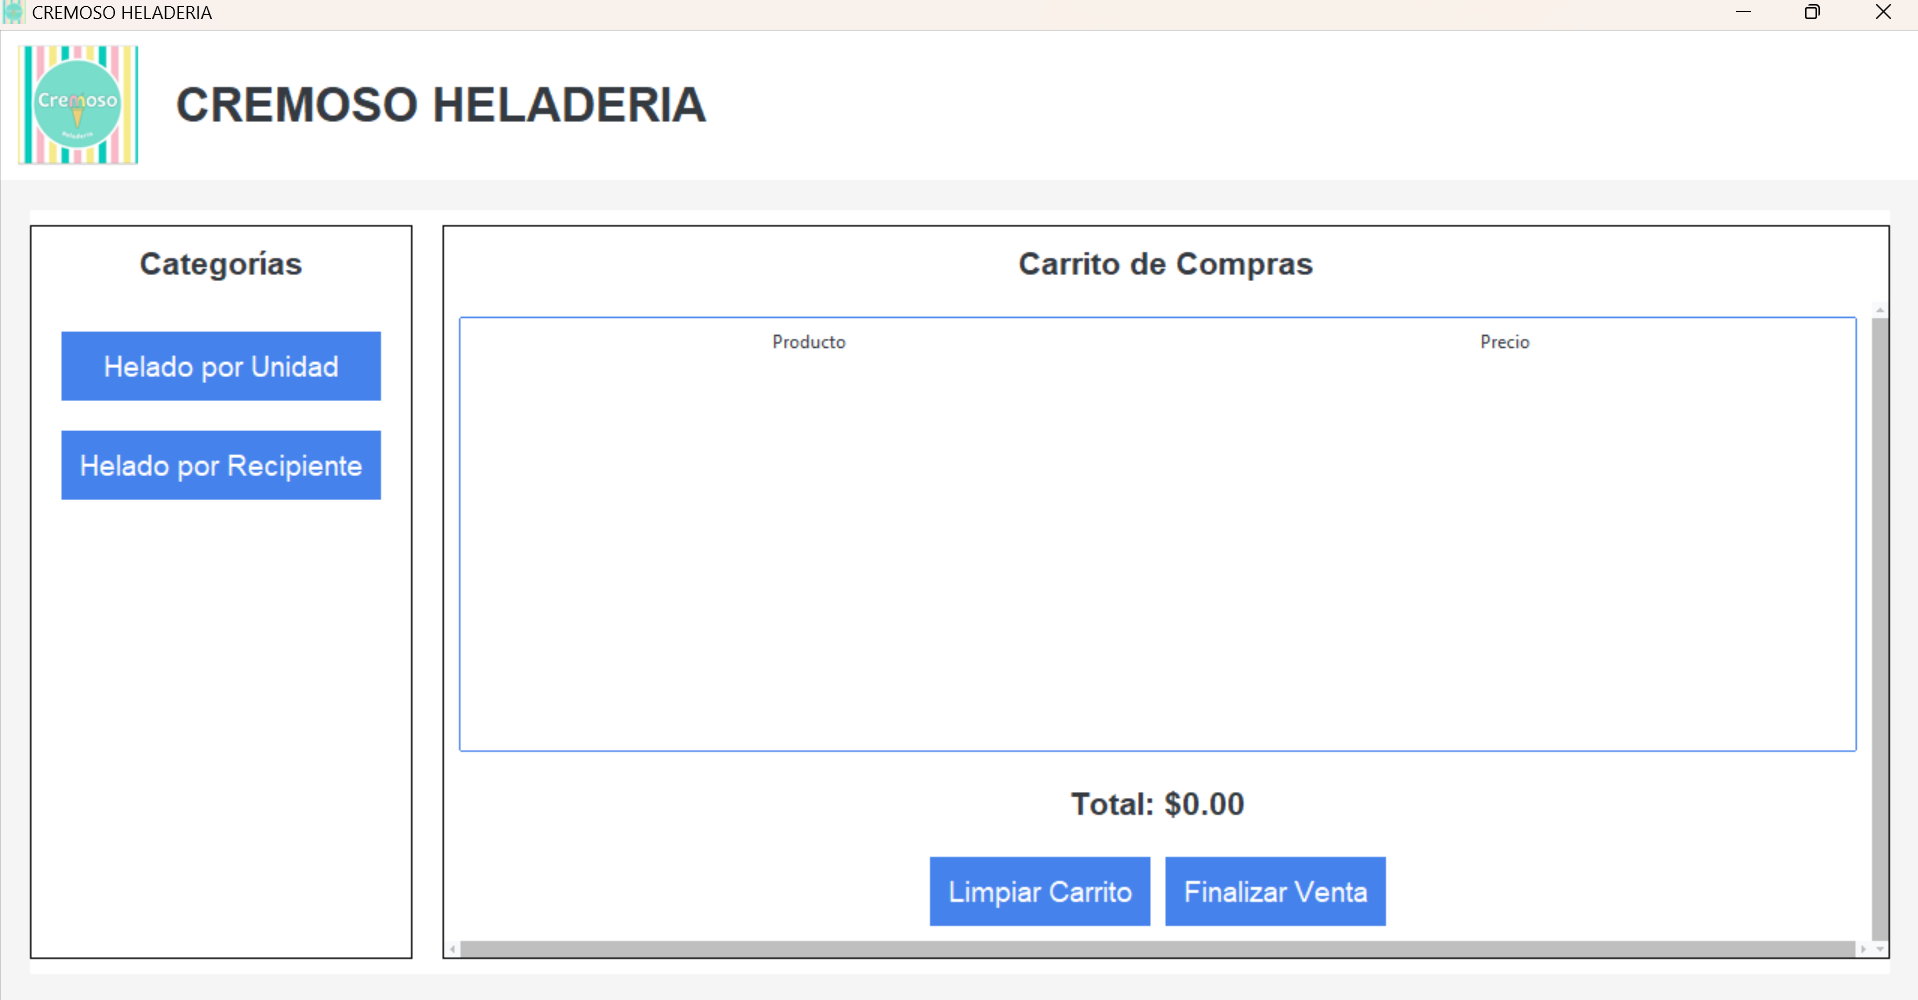 CREMOSO HELADERIA
Cremoso
Heladería
CREMOSO HELADERIA
Categorías
Helado por Unidad
Helado por Recipiente
Carrito de Compras
Producto Precio
Total: $0.00
Limpiar Carrito Finalizar Venta